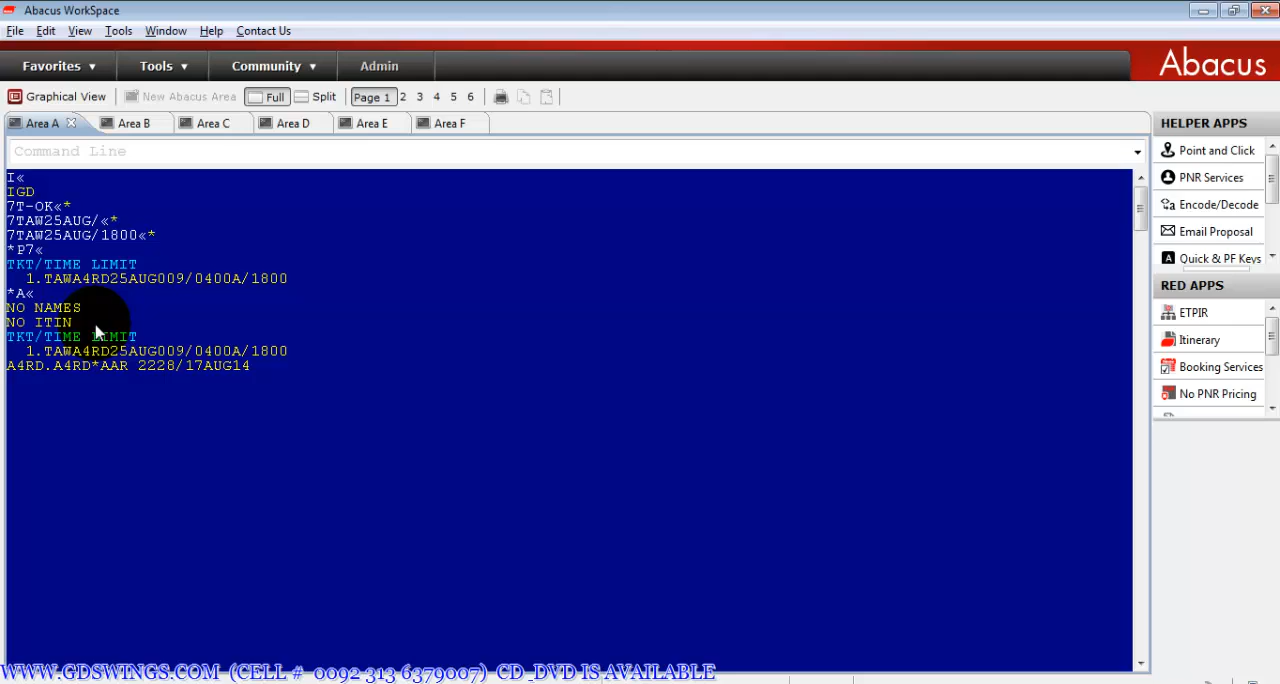 Abacus WorkSpace
File Edit View Tools Window Help Contact Us
Favorites Tools Community Admin
Abacus
Graphical View New Abacus Area Full Split Page 1 2 3 4 5 6
Area A Area B Area C Area D Area E Area F
Command Line
I«
IGD
7T-OK«*
7TAW25AUG/«*
7TAW25AUG/1800«*
*P7«
TKT/TIME LIMIT
1.TAWA4RD25AUG009/0400A/1800
*A«
NO NAMES
NO ITIN
TKT/TIME LIMIT
1.TAWA4RD25AUG009/0400A/1800
A4RD.A4RD*AAR 2228/17AUG14
HELPER APPS
Point and Click
PNR Services
Encode/Decode
Email Proposal
Quick & PF Keys
RED APPS
ETPIR
Itinerary
Booking Services
No PNR Pricing
WWW.GDSWINGS.COM (CELL # 0092 313 6379007) CD_DVD IS AVAILABLE